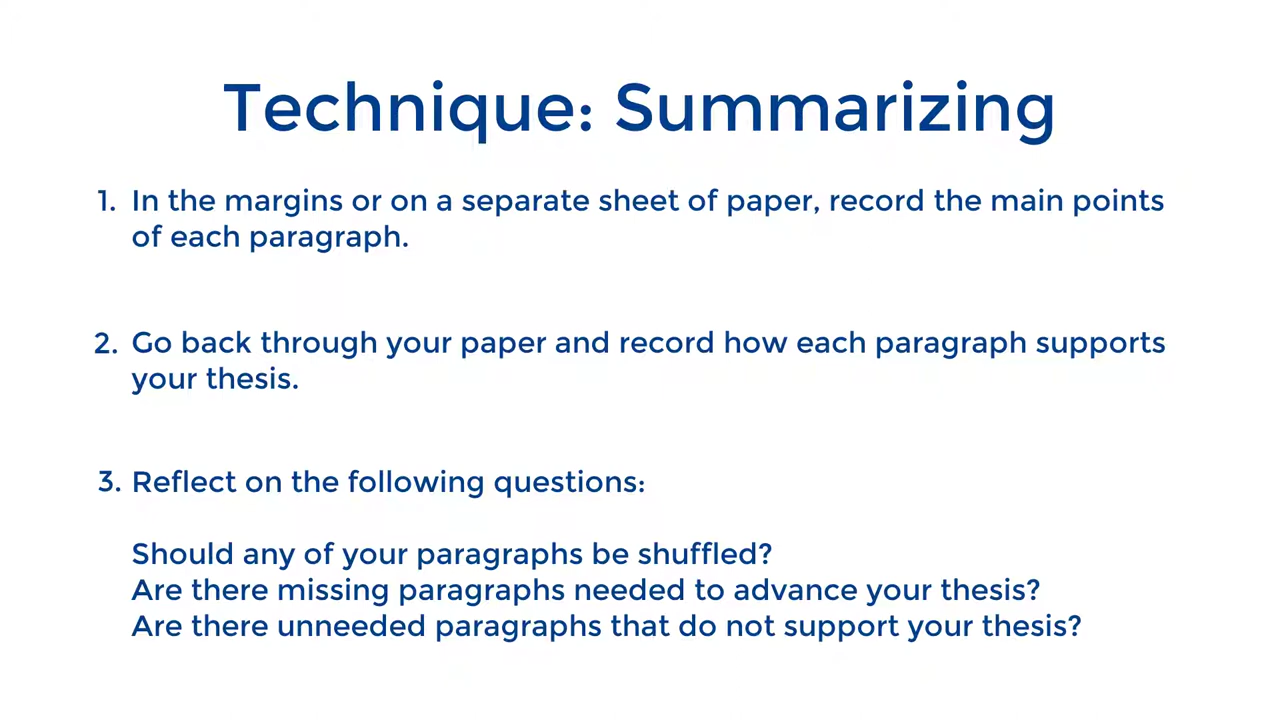 Technique: Summarizing
1. In the margins or on a separate sheet of paper, record the main points
of each paragraph.
2. Go back through your paper and record how each paragraph supports
your thesis.
3. Reflect on the following questions:
Should any of your paragraphs be shuffled?
Are there missing paragraphs needed to advance your thesis?
Are there unneeded paragraphs that do not support your thesis?